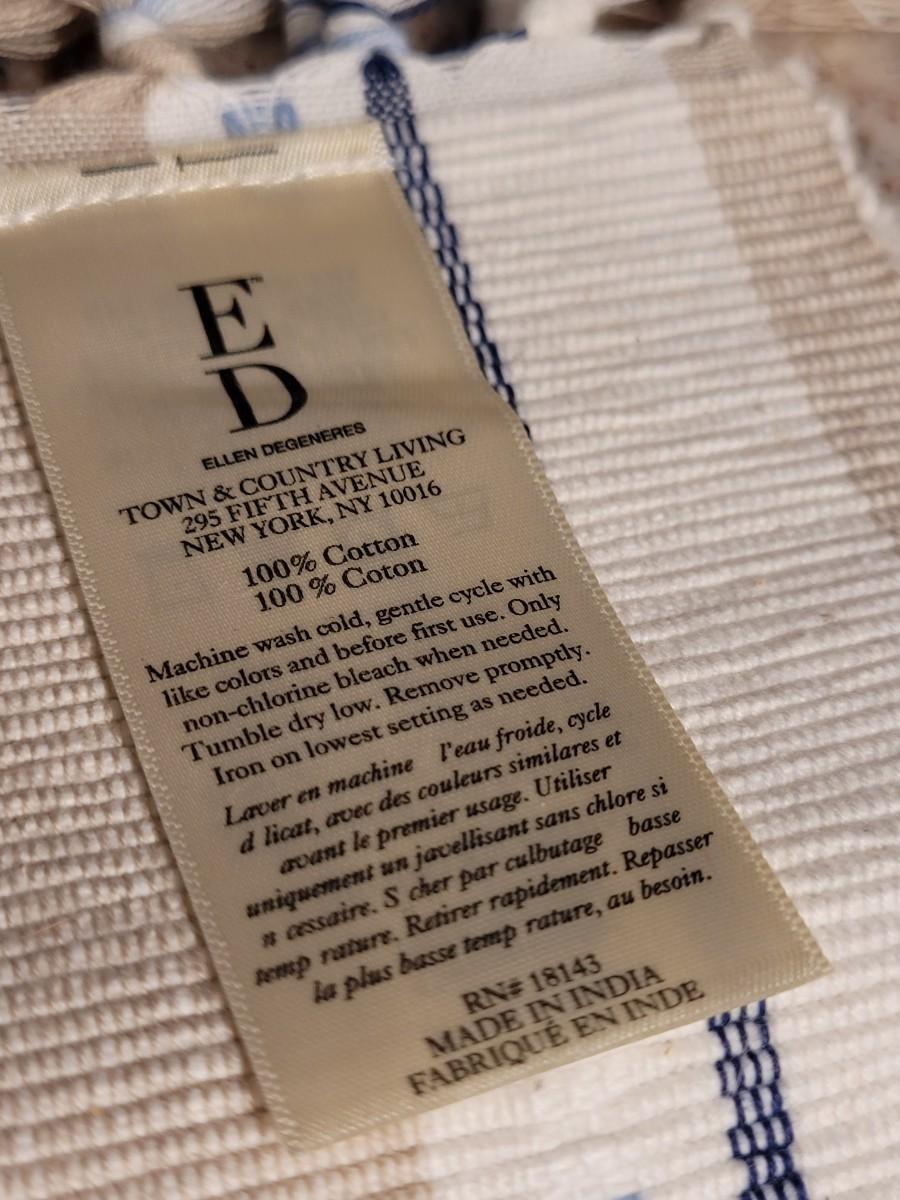 E
D
ELLEN DEGENERES
TOWN & COUNTRY LIVING
295 FIFTH AVENUE
NEW YORK, NY 10016
100% Cotton
100 % Coton
Machine wash cold, gentle cycle with
like colors and before first use. Only
non-chlorine bleach when needed.
Tumble dry low. Remove promptly.
Iron on lowest setting as needed.
Laver en machine l'eau froide, cycle
d licat, avec des couleurs similares et
avant le premier usage. Utiliser
uniquement un javellisant sans chlore si
n cessaire. S cher par culbutage basse
temp rature. Retirer rapidement. Repasser
la plus basse temp rature, au besoin.
RN# 18143
MADE IN INDIA
FABRIQUÉ EN INDE